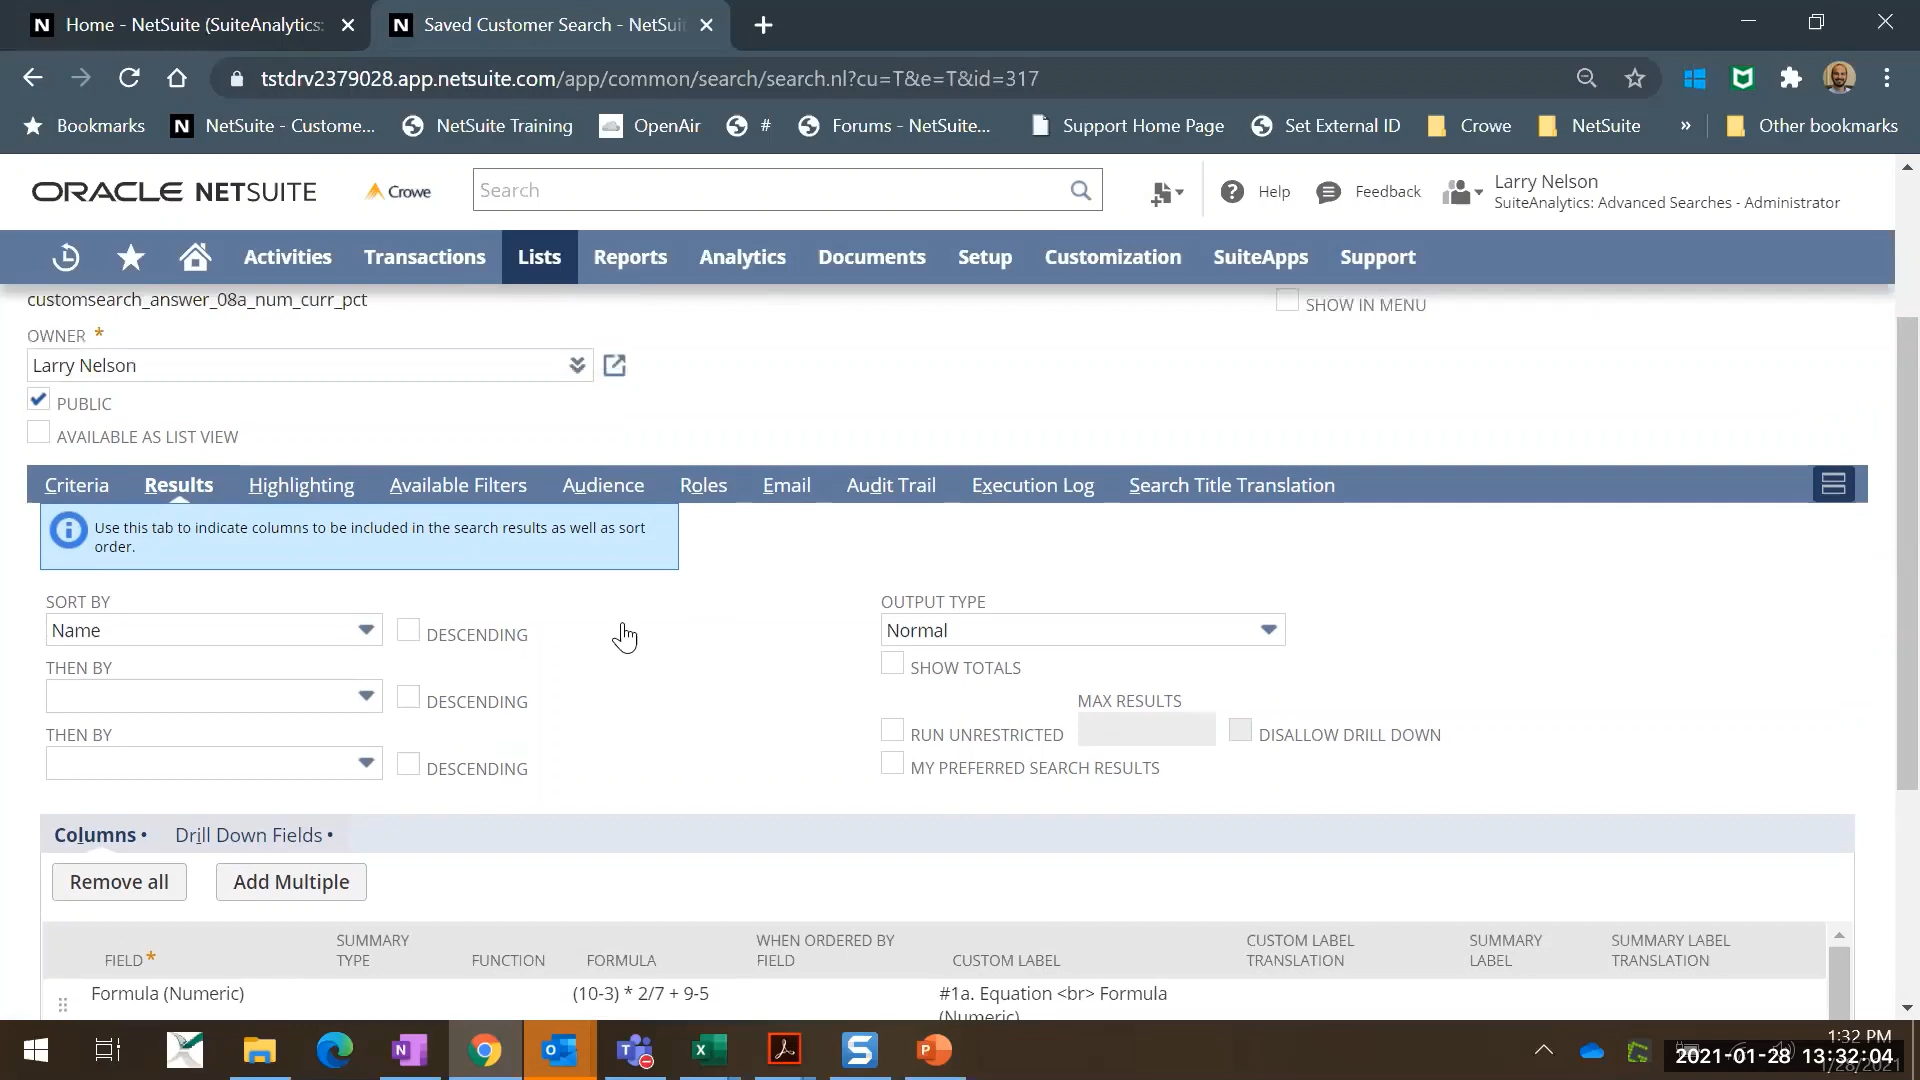 Home - NetSuite (SuiteAnalytics:
Saved Customer Search - NetSui
tstdrv2379028.app.netsuite.com/app/common/search/search.nl?cu=T&e=T&id=317
Bookmarks
NetSuite - Custome...
NetSuite Training
OpenAir
#
Forums - NetSuite...
Support Home Page
Set External ID
Crowe
NetSuite
»
Other bookmarks
ORACLE NETSUITE
Crowe
Search
Help
Feedback
Larry Nelson
SuiteAnalytics: Advanced Searches - Administrator
Activities
Transactions
Lists
Reports
Analytics
Documents
Setup
Customization
SuiteApps
Support
customsearch_answer_08a_num_curr_pct
SHOW IN MENU
OWNER *
Larry Nelson
PUBLIC
AVAILABLE AS LIST VIEW
Criteria
Results
Highlighting
Available Filters
Audience
Roles
Email
Audit Trail
Execution Log
Search Title Translation
Use this tab to indicate columns to be included in the search results as well as sort
order.
SORT BY
OUTPUT TYPE
Name
DESCENDING
Normal
THEN BY
SHOW TOTALS
DESCENDING
MAX RESULTS
THEN BY
RUN UNRESTRICTED
DISALLOW DRILL DOWN
DESCENDING
MY PREFERRED SEARCH RESULTS
Columns •
Drill Down Fields •
Remove all
Add Multiple
FIELD *
SUMMARY
TYPE
FUNCTION
FORMULA
WHEN ORDERED BY
FIELD
CUSTOM LABEL
CUSTOM LABEL
TRANSLATION
SUMMARY
LABEL
SUMMARY LABEL
TRANSLATION
Formula (Numeric)
(10-3) * 2/7 + 9-5
#1a. Equation <br> Formula
(Numeric)
1:32 PM
2021-01-28 13:32:04
1/28/2021